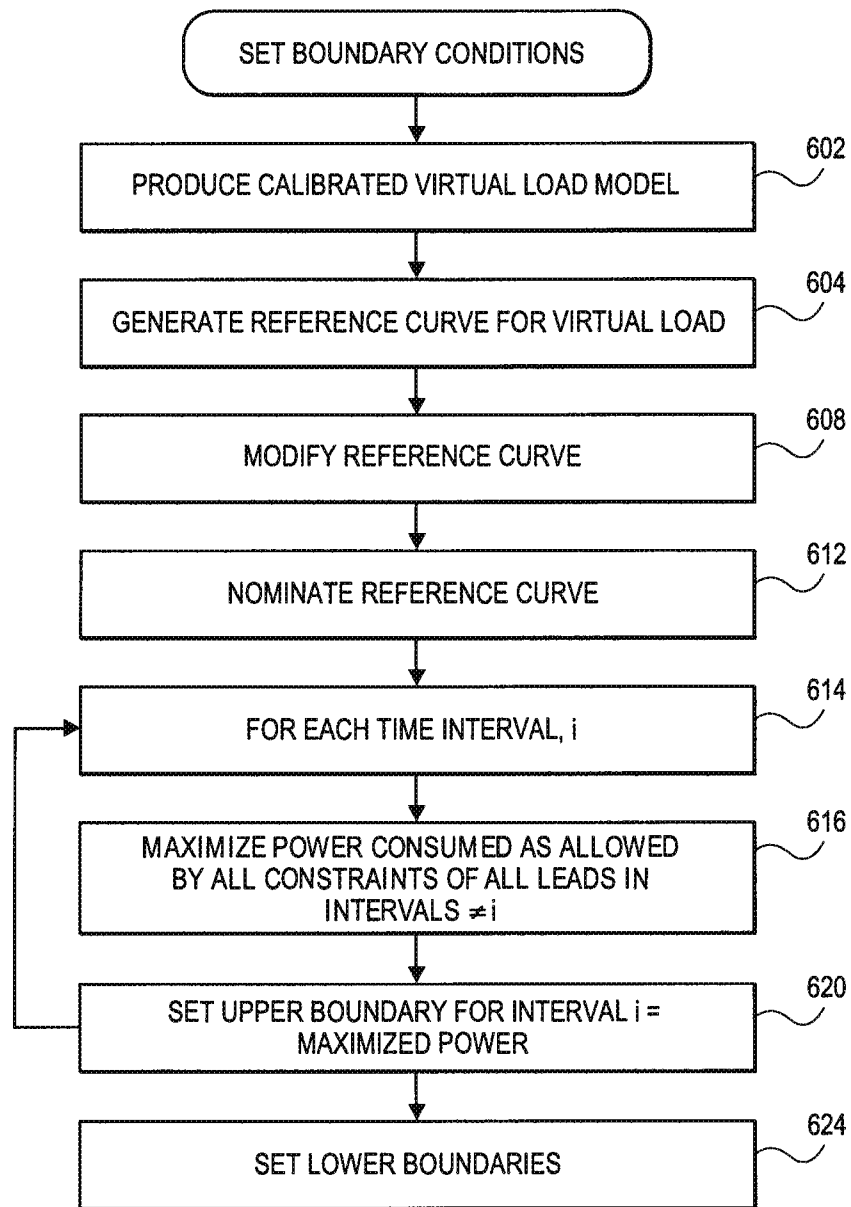 SET BOUNDARY CONDITIONS
602
PRODUCE CALIBRATED VIRTUAL LOAD MODEL
604
GENERATE REFERENCE CURVE FOR VIRTUAL LOAD
608
MODIFY REFERENCE CURVE
612
NOMINATE REFERENCE CURVE
614
FOR EACH TIME INTERVAL, i
616
MAXIMIZE POWER CONSUMED AS ALLOWED
BY ALL CONSTRAINTS OF ALL LEADS IN
INTERVALS ≠ i
620
SET UPPER BOUNDARY FOR INTERVAL i =
MAXIMIZED POWER
624
SET LOWER BOUNDARIES